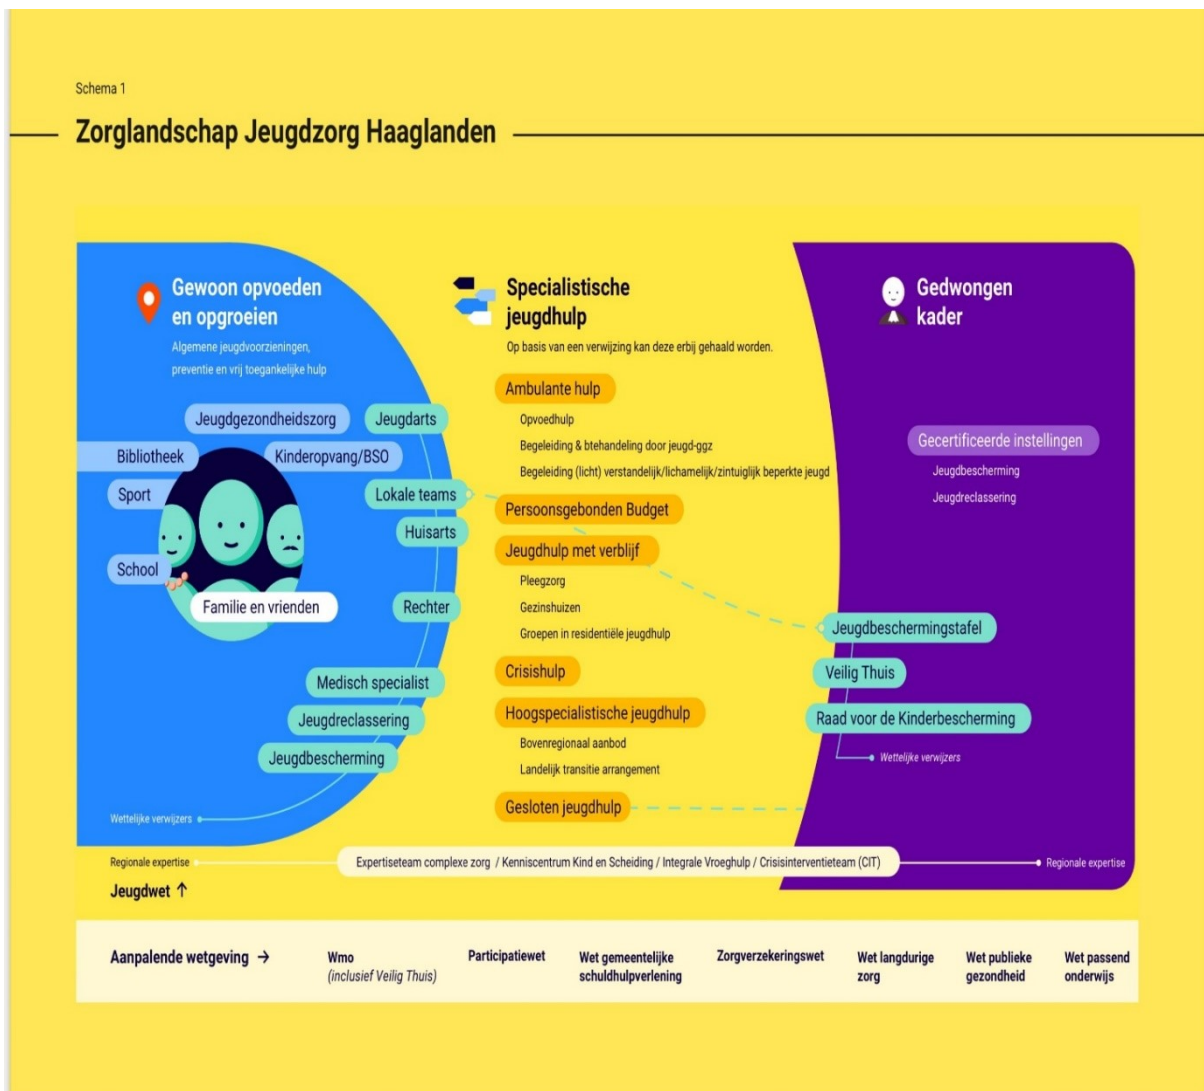 Schema 1
Zorglandschap Jeugdzorg Haaglanden
Gewoon opvoeden
en opgroeien
Algemene jeugdvoorzieningen,
preventie en vrij toegankelijke hulp
Jeugdgezondheidszorg
Bibliotheek
Kinderopvang/BSO
Sport
School
Familie en vrienden
Jeugdarts
Lokale teams
Huisarts
Rechter
Medisch specialist
Jeugdreclassering
Jeugdbescherming
Wettelijke verwijzers
Specialistische
jeugdhulp
Op basis van een verwijzing kan deze erbij gehaald worden.
Ambulante hulp
Opvoedhulp
Begeleiding & btehandeling door jeugd-ggz
Begeleiding (licht) verstandelijk/lichamelijk/zintuiglijk beperkte jeugd
Persoonsgebonden Budget
Jeugdhulp met verblijf
Pleegzorg
Gezinshuizen
Groepen in residentiële jeugdhulp
Crisishulp
Hoogspecialistische jeugdhulp
Bovenregionaal aanbod
Landelijk transitie arrangement
Gesloten jeugdhulp
Gedwongen
kader
Gecertificeerde instellingen
Jeugdbescherming
Jeugdreclassering
Jeugdbeschermingstafel
Veilig Thuis
Raad voor de Kinderbescherming
Wettelijke verwijzers
Regionale expertise
Expertiseteam complexe zorg / Kenniscentrum Kind en Scheiding / Integrale Vroeghulp / Crisisinterventieteam (CIT)
Regionale expertise
Jeugdwet ↑
Aanpalende wetgeving →
Wmo
(inclusief Veilig Thuis)
Participatiewet
Wet gemeentelijke
schuldhulpverlening
Zorgverzekeringswet
Wet langdurige
zorg
Wet publieke
gezondheid
Wet passend
onderwijs